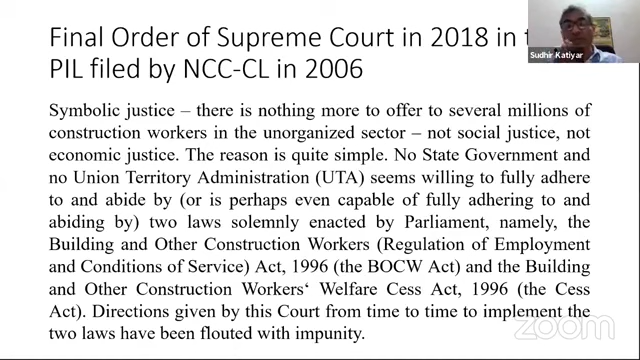 Final Order of Supreme Court in 2018 in t
PIL filed by NCC-CL in 2006
Sudhir Katiyar
Symbolic justice – there is nothing more to offer to several millions of
construction workers in the unorganized sector – not social justice, not
economic justice. The reason is quite simple. No State Government and
no Union Territory Administration (UTA) seems willing to fully adhere
to and abide by (or is perhaps even capable of fully adhering to and
abiding by) two laws solemnly enacted by Parliament, namely, the
Building and Other Construction Workers (Regulation of Employment
and Conditions of Service) Act, 1996 (the BOCW Act) and the Building
and Other Construction Workers‘ Welfare Cess Act, 1996 (the Cess
Act). Directions given by this Court from time to time to implement the
two laws have been flouted with impunity.
zoom